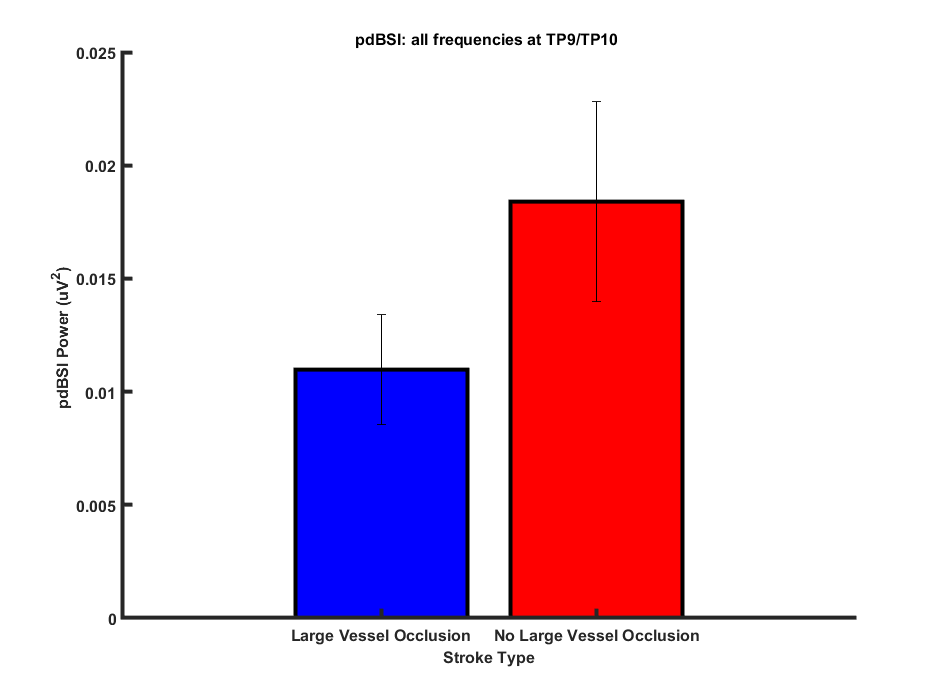 pdBSI: all frequencies at TP9/TP10
0.025
0.02
0.015
0.01
0.005
0
pdBSI Power (uV²)
Large Vessel Occlusion
No Large Vessel Occlusion
Stroke Type